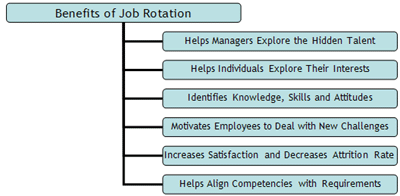 Benefits of Job Rotation
Helps Managers Explore the Hidden Talent
Helps Individuals Explore Their Interests
Identifies Knowledge, Skills and Attitudes
Motivates Employees to Deal with New Challenges
Increases Satisfaction and Decreases Attrition Rate
Helps Align Competencies with Requirements